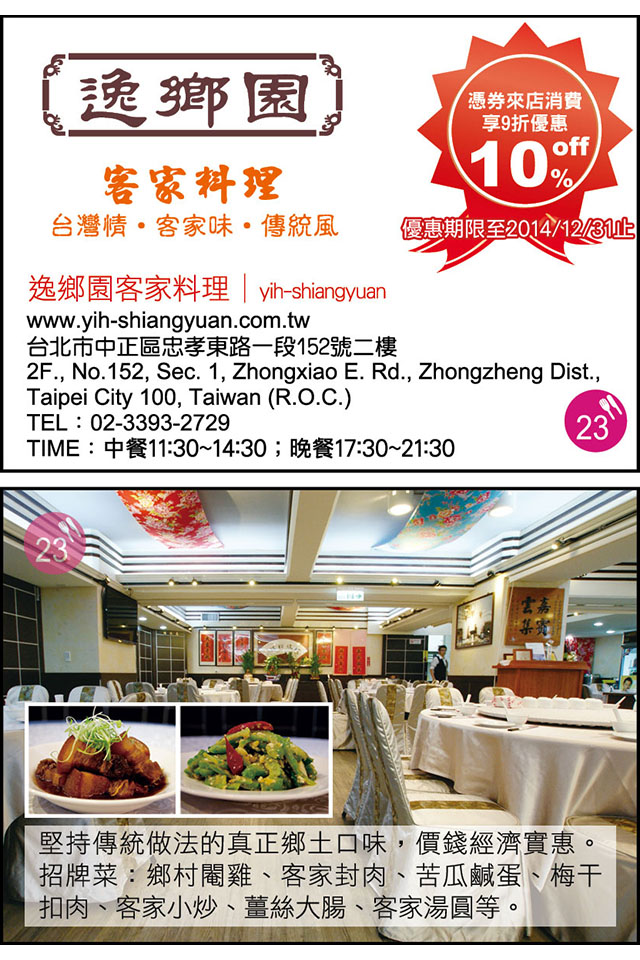 逸鄉園
客家料理
台灣情・客家味・傳統風
憑券來店消費
享9折優惠
10% off
優惠期限至2014/12/31止
逸鄉園客家料理｜yih-shiangyuan
www.yih-shiangyuan.com.tw
台北市中正區忠孝東路一段152號二樓
2F., No.152, Sec. 1, Zhongxiao E. Rd., Zhongzheng Dist.,
Taipei City 100, Taiwan (R.O.C.)
TEL：02-3393-2729
TIME：中餐11:30~14:30；晚餐17:30~21:30
23
23
嘉賓
雲集
堅持傳統做法的真正鄉土口味，價錢經濟實惠。
招牌菜：鄉村閹雞、客家封肉、苦瓜鹹蛋、梅干
扣肉、客家小炒、薑絲大腸、客家湯圓等。